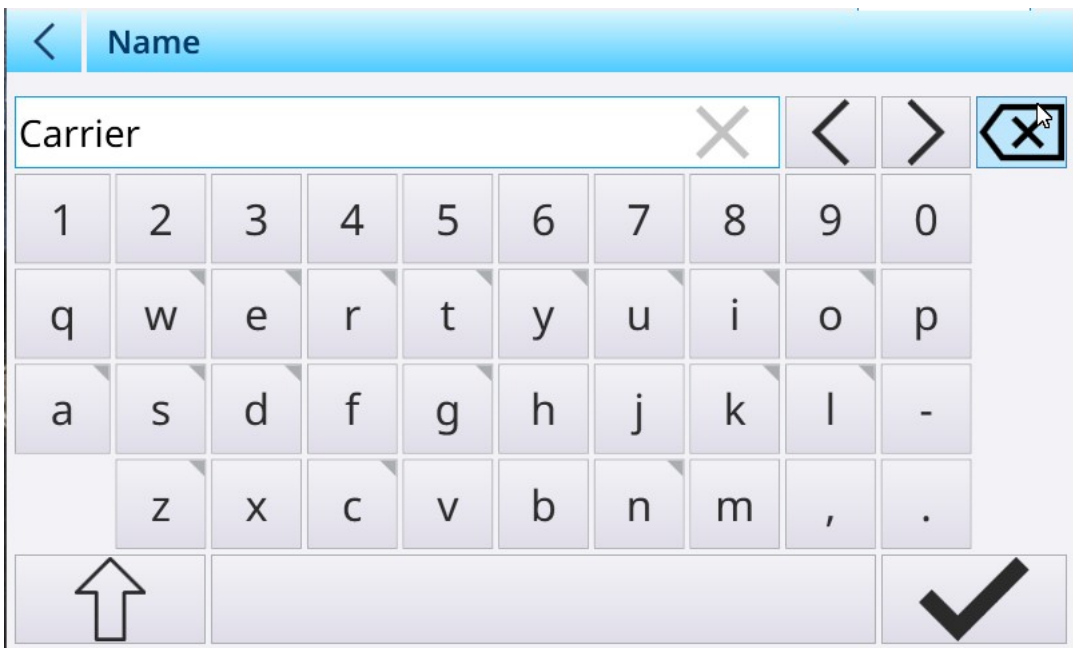 Name
Carrier
1 2 3 4 5 6 7 8 9 0
q w e r t y u i o p
a s d f g h j k l -
z x c v b n m , .